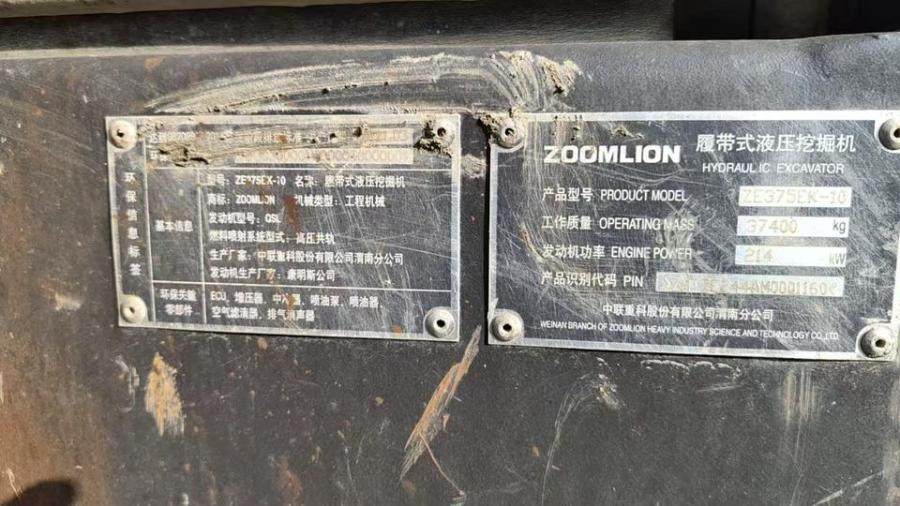 环保信息标签
基本信息
型号：ZE375EK-10 名称：履带式液压挖掘机
商标：ZOOMLION 机械类型：工程机械
发动机型号：QSL
燃料喷射系统型式：高压共轨
生产厂家：中联重科股份有限公司渭南分公司
发动机生产厂家：康明斯公司
环保关键
零部件
ECU，增压器、中冷器，喷油泵，喷油器
空气滤清器，排气消声器
ZOOMLION 履带式液压挖掘机
HYDRAULIC EXCAVATOR
产品型号 PRODUCT MODEL ZE375EK-10
工作质量 OPERATING MASS 37400 kg
发动机功率 ENGINE POWER 214 kW
产品识别代码 PIN
中联重科股份有限公司渭南分公司
WEINAN BRANCH OF ZOOMLION HEAVY INDUSTRY SCIENCE AND TECHNOLOGY CO.,LTD